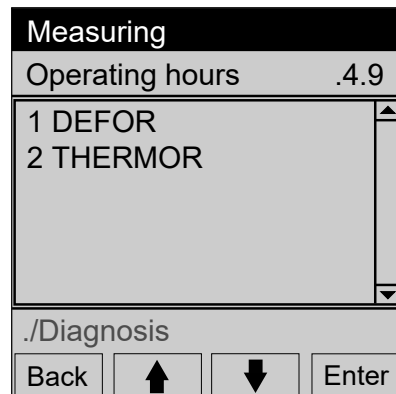 Measuring
Operating hours .4.9
1 DEFOR
2 THERMOR
./Diagnosis
Back Enter